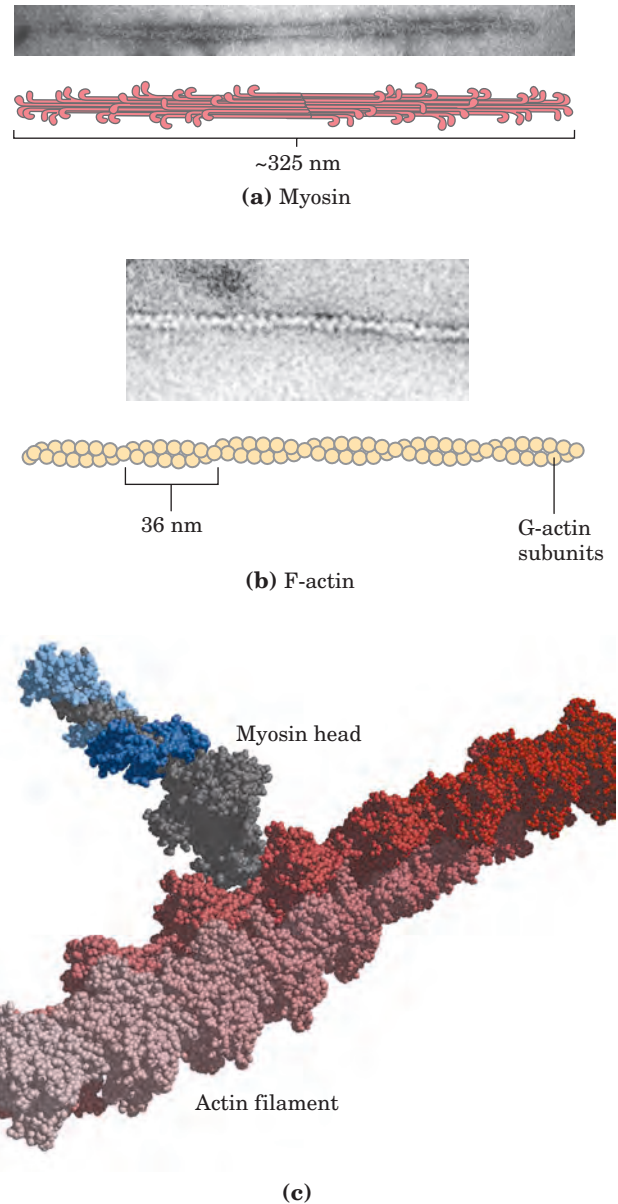 ~325 nm
(a) Myosin
36 nm
G-actin
subunits
(b) F-actin
Myosin head
Actin filament
(c)